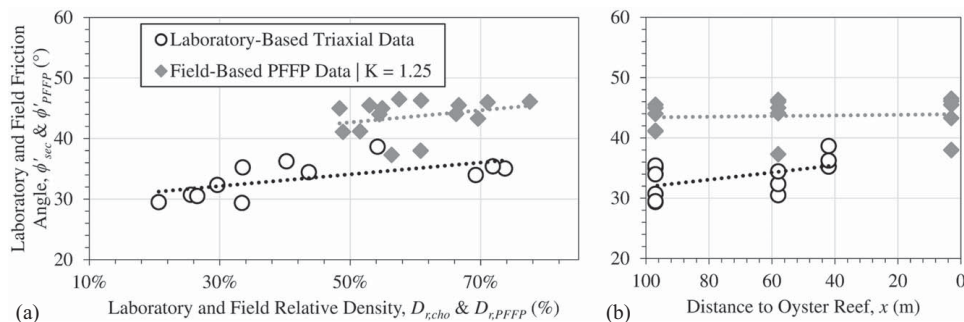 Laboratory and Field Friction
Angle, ϕ'sec & ϕ'PFFP (°)
60
50
40
30
20
Laboratory-Based Triaxial Data
Field-Based PFFP Data | K = 1.25
10% 30% 50% 70%
(a) Laboratory and Field Relative Density, Dr,cho & Dr,PFFP (%)
60
50
40
30
20
100 80 60 40 20 0
(b) Distance to Oyster Reef, x (m)